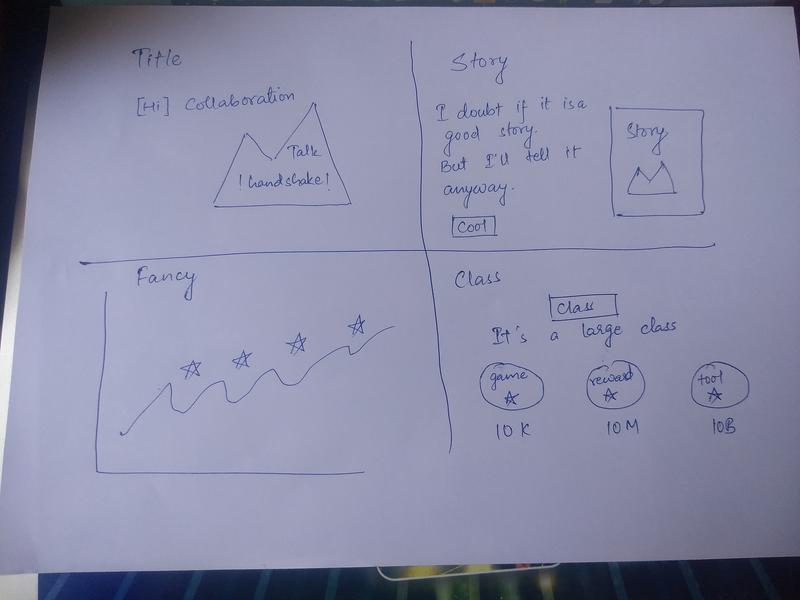 Title
[Hi] Collaboration
Talk
! handshake!
Story
I doubt if it is a
good story.
But I'll tell it
anyway.
Cool
Story
Fancy
Class
Class
It's a large class
game
reward
tool
10 K
10 M
10B